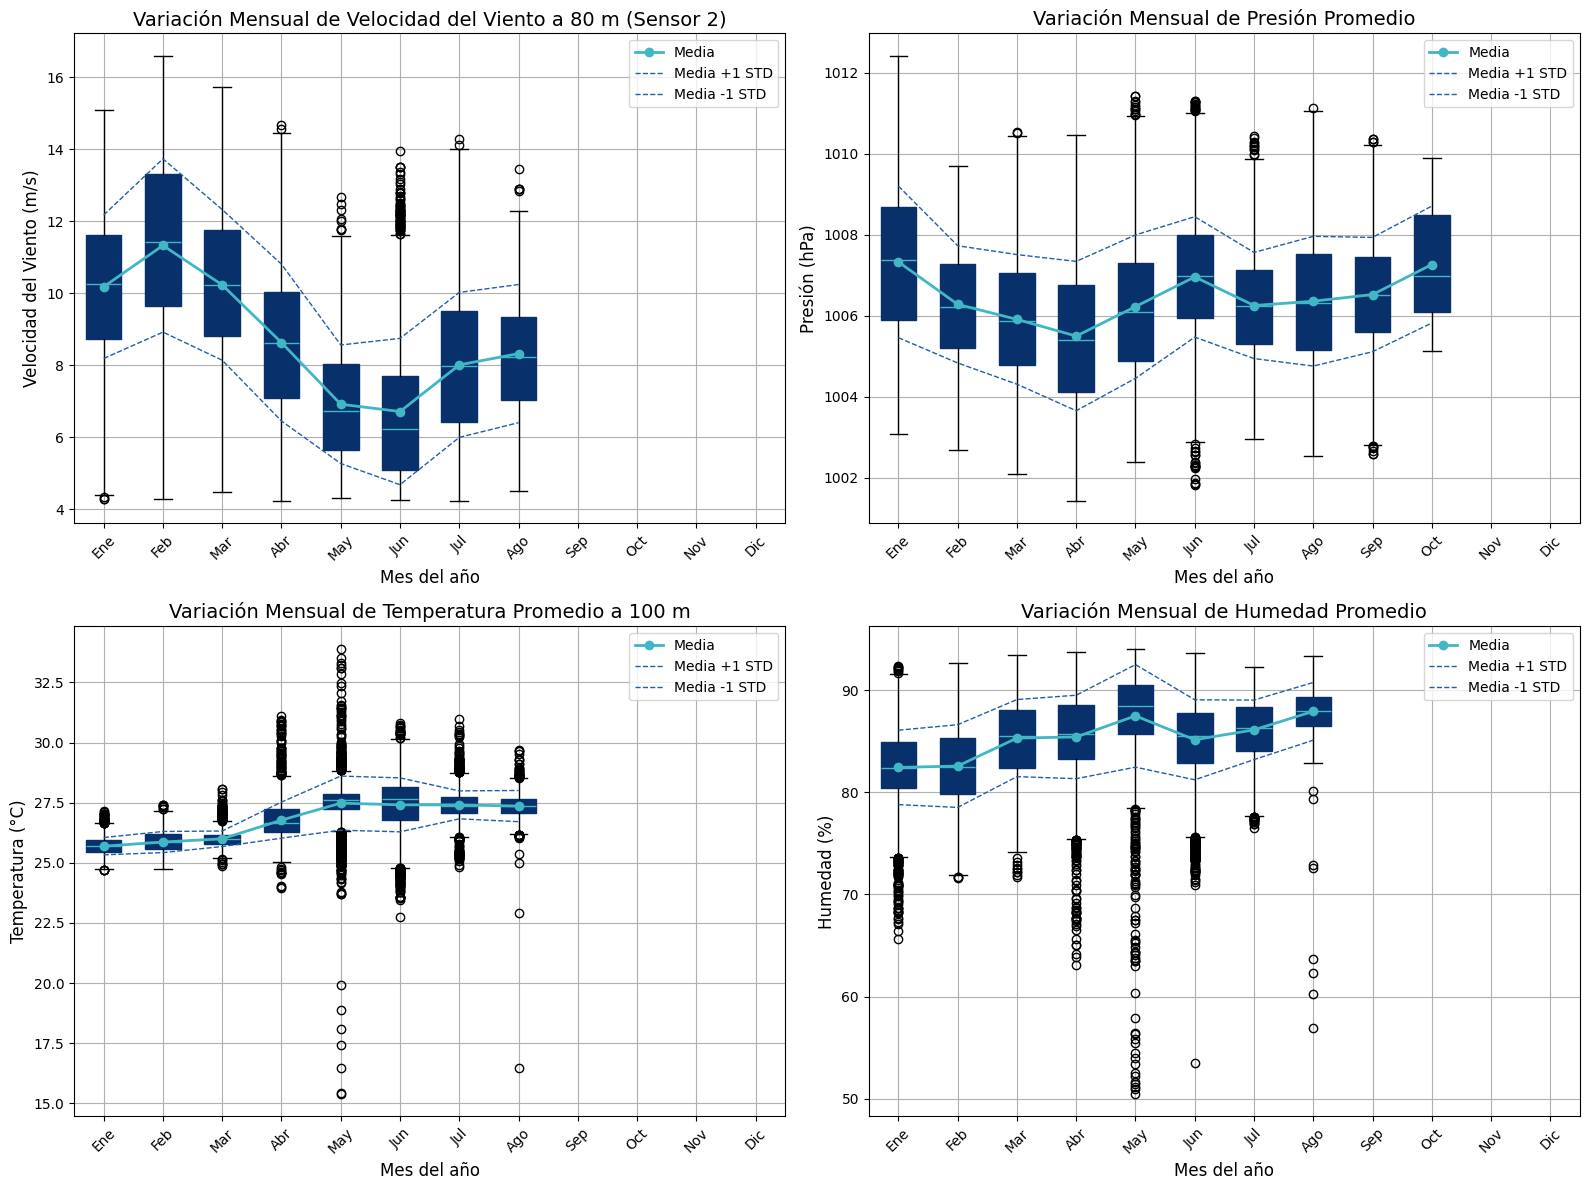 Variación Mensual de Velocidad del Viento a 80 m (Sensor 2)
Velocidad del Viento (m/s)
16
14
12
10
8
6
4
Media
Media +1 STD
Media -1 STD
Ene Feb Mar Abr May Jun Jul Ago Sep Oct Nov Dic
Mes del año
Variación Mensual de Presión Promedio
Presión (hPa)
1012
1010
1008
1006
1004
1002
Media
Media +1 STD
Media -1 STD
Ene Feb Mar Abr May Jun Jul Ago Sep Oct Nov Dic
Mes del año
Variación Mensual de Temperatura Promedio a 100 m
Temperatura (°C)
32.5
30.0
27.5
25.0
22.5
20.0
17.5
15.0
Media
Media +1 STD
Media -1 STD
Ene Feb Mar Abr May Jun Jul Ago Sep Oct Nov Dic
Mes del año
Variación Mensual de Humedad Promedio
Humedad (%)
90
80
70
60
50
Media
Media +1 STD
Media -1 STD
Ene Feb Mar Abr May Jun Jul Ago Sep Oct Nov Dic
Mes del año